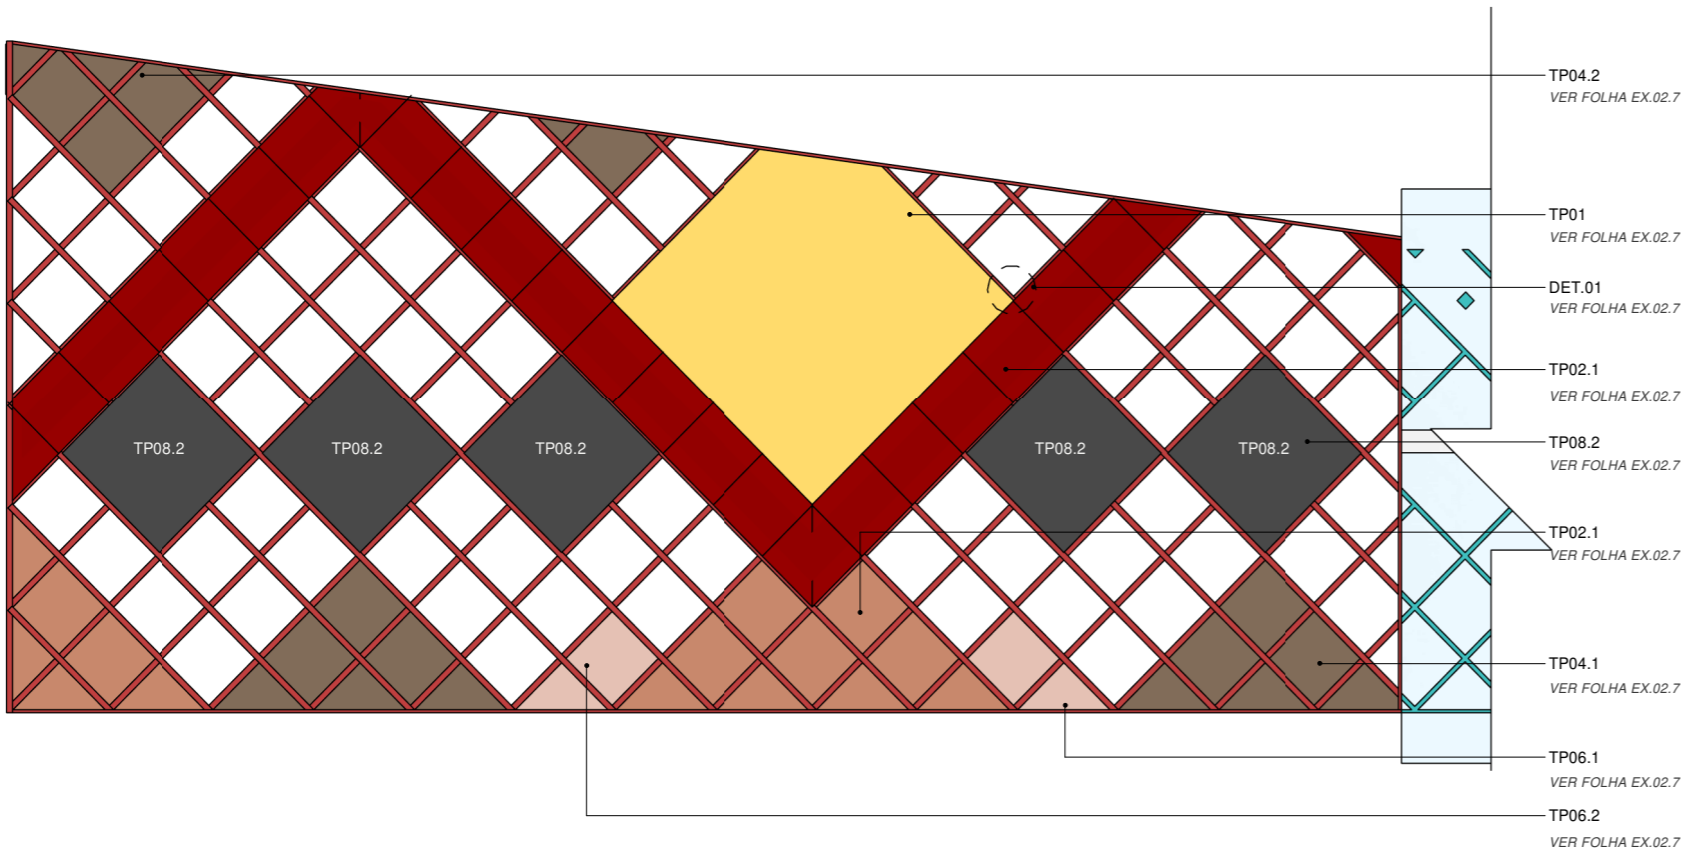 TP04.2
VER FOLHA EX.02.7
TP01
VER FOLHA EX.02.7
DET.01
VER FOLHA EX.02.7
TP02.1
VER FOLHA EX.02.7
TP08.2 TP08.2 TP08.2 TP08.2 TP08.2
TP08.2
VER FOLHA EX.02.7
TP02.1
VER FOLHA EX.02.7
TP04.1
VER FOLHA EX.02.7
TP06.1
VER FOLHA EX.02.7
TP06.2
VER FOLHA EX.02.7